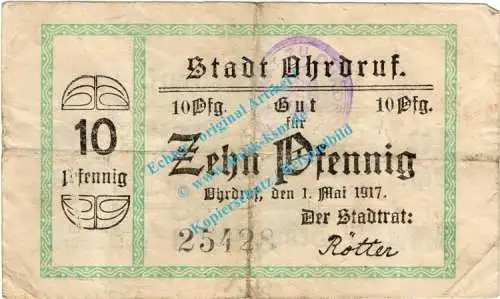 Stadt Ohrdruf.
10 Pfg. Gut 10 Pfg.
für
10
Pfennig
Zehn Pfennig
Ohrdruf, den 1. Mai 1917.
Der Stadtrat:
25428
Rötter